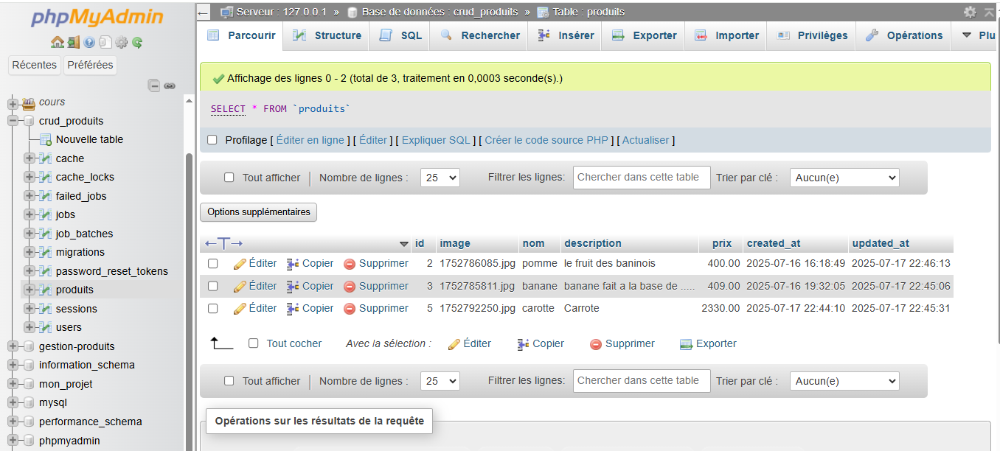 phpMyAdmin
Récentes Préférées
cours
crud_produits
Nouvelle table
cache
cache_locks
failed_jobs
jobs
job_batches
migrations
password_reset_tokens
produits
sessions
users
gestion-produits
information_schema
mon_projet
mysql
performance_schema
phpmyadmin
Serveur : 127.0.0.1 » Base de données : crud_produits » Table : produits
Parcourir Structure SQL Rechercher Insérer Exporter Importer Privilèges Opérations Plu
Affichage des lignes 0 - 2 (total de 3, traitement en 0,0003 seconde(s).)
SELECT * FROM `produits`
Profilage [ Éditer en ligne ] [ Éditer ] [ Expliquer SQL ] [ Créer le code source PHP ] [ Actualiser ]
Tout afficher | Nombre de lignes : 25 Filtrer les lignes: Chercher dans cette table Trier par clé : Aucun(e)
Options supplémentaires
←T→ id image nom description prix created_at updated_at
Éditer Copier Supprimer 2 1752786085.jpg pomme le fruit des baninois 400.00 2025-07-16 16:18:49 2025-07-17 22:46:13
Éditer Copier Supprimer 3 1752785811.jpg banane banane fait a la base de ..... 409.00 2025-07-16 19:32:05 2025-07-17 22:45:06
Éditer Copier Supprimer 5 1752792250.jpg carotte Carrote 2330.00 2025-07-17 22:44:10 2025-07-17 22:45:31
Tout cocher Avec la sélection : Éditer Copier Supprimer Exporter
Tout afficher | Nombre de lignes : 25 Filtrer les lignes: Chercher dans cette table Trier par clé : Aucun(e)
Opérations sur les résultats de la requête